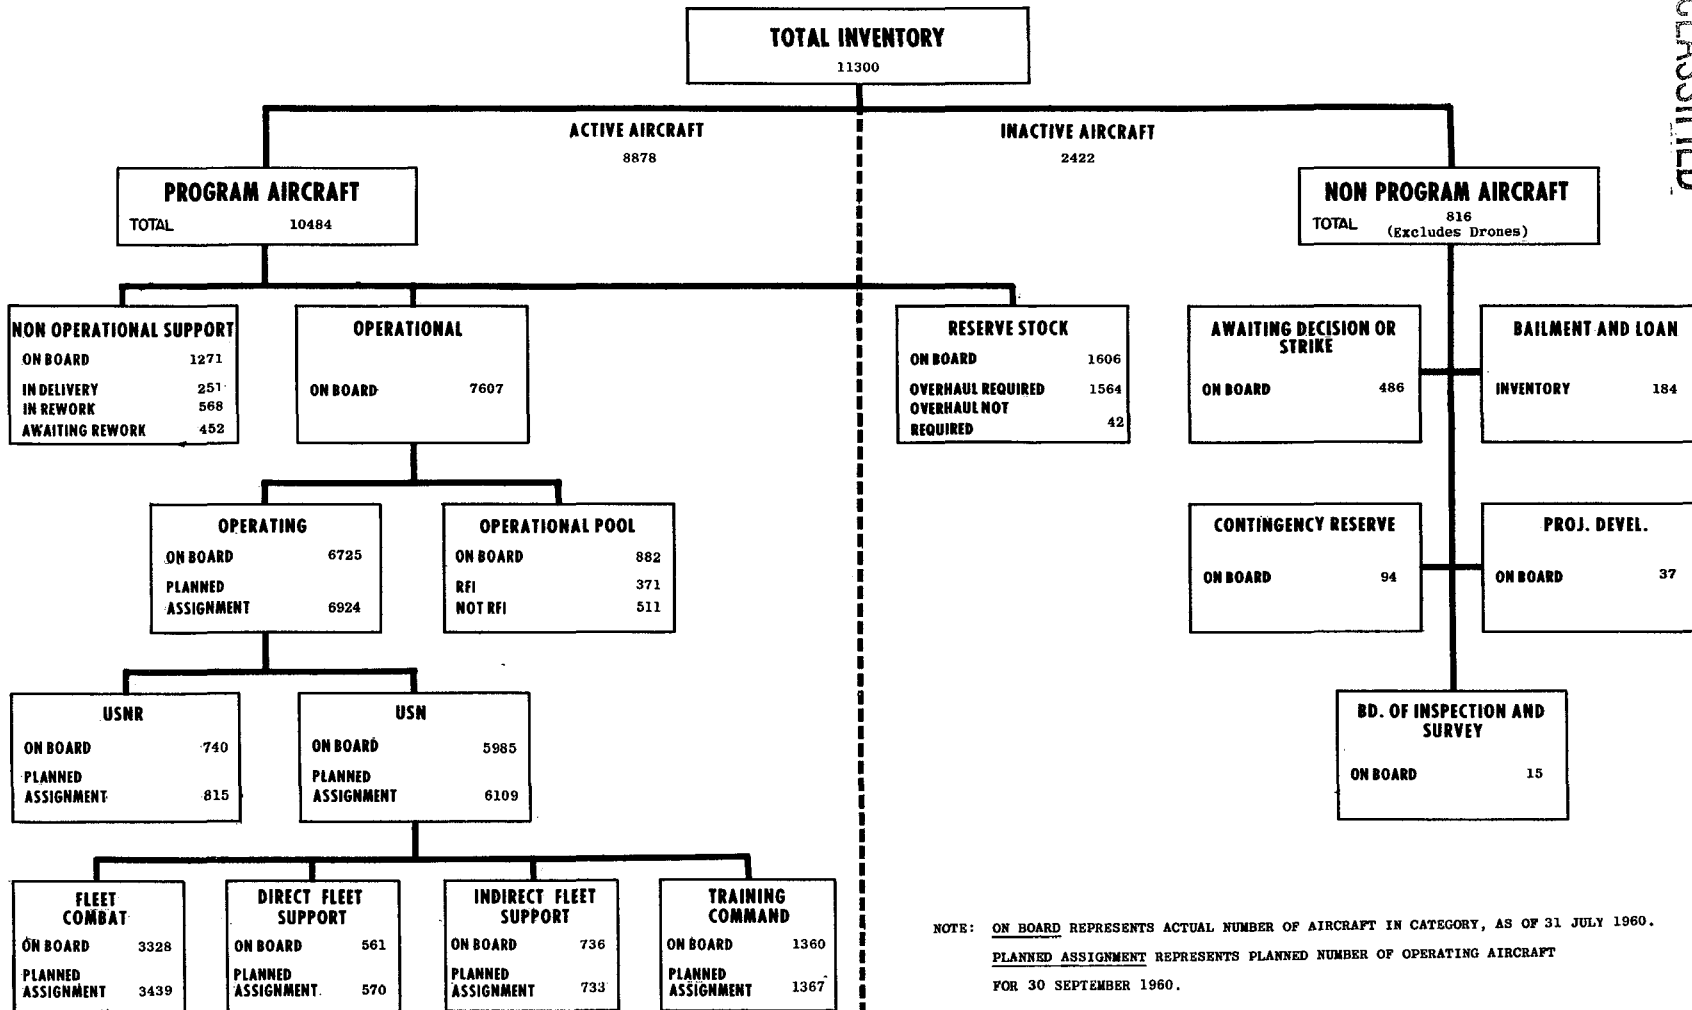 TOTAL INVENTORY
11300
ACTIVE AIRCRAFT
8878
INACTIVE AIRCRAFT
2422
PROGRAM AIRCRAFT
TOTAL 10484
NON PROGRAM AIRCRAFT
TOTAL 816
(Excludes Drones)
NON OPERATIONAL SUPPORT
ON BOARD 1271
IN DELIVERY 251
IN REWORK 568
AWAITING REWORK 452
OPERATIONAL
ON BOARD 7607
RESERVE STOCK
ON BOARD 1606
OVERHAUL REQUIRED 1564
OVERHAUL NOT
REQUIRED 42
AWAITING DECISION OR
STRIKE
ON BOARD 486
BAILMENT AND LOAN
INVENTORY 184
OPERATING
ON BOARD 6725
PLANNED
ASSIGNMENT 6924
OPERATIONAL POOL
ON BOARD 882
RFI 371
NOT RFI 511
CONTINGENCY RESERVE
ON BOARD 94
PROJ. DEVEL.
ON BOARD 37
USNR
ON BOARD 740
PLANNED
ASSIGNMENT 815
USN
ON BOARD 5985
PLANNED
ASSIGNMENT 6109
BD. OF INSPECTION AND
SURVEY
ON BOARD 15
FLEET
COMBAT
ON BOARD 3328
PLANNED
ASSIGNMENT 3439
DIRECT FLEET
SUPPORT
ON BOARD 561
PLANNED
ASSIGNMENT 570
INDIRECT FLEET
SUPPORT
ON BOARD 736
PLANNED
ASSIGNMENT 733
TRAINING
COMMAND
ON BOARD 1360
PLANNED
ASSIGNMENT 1367
NOTE: ON BOARD REPRESENTS ACTUAL NUMBER OF AIRCRAFT IN CATEGORY, AS OF 31 JULY 1960.
PLANNED ASSIGNMENT REPRESENTS PLANNED NUMBER OF OPERATING AIRCRAFT
FOR 30 SEPTEMBER 1960.